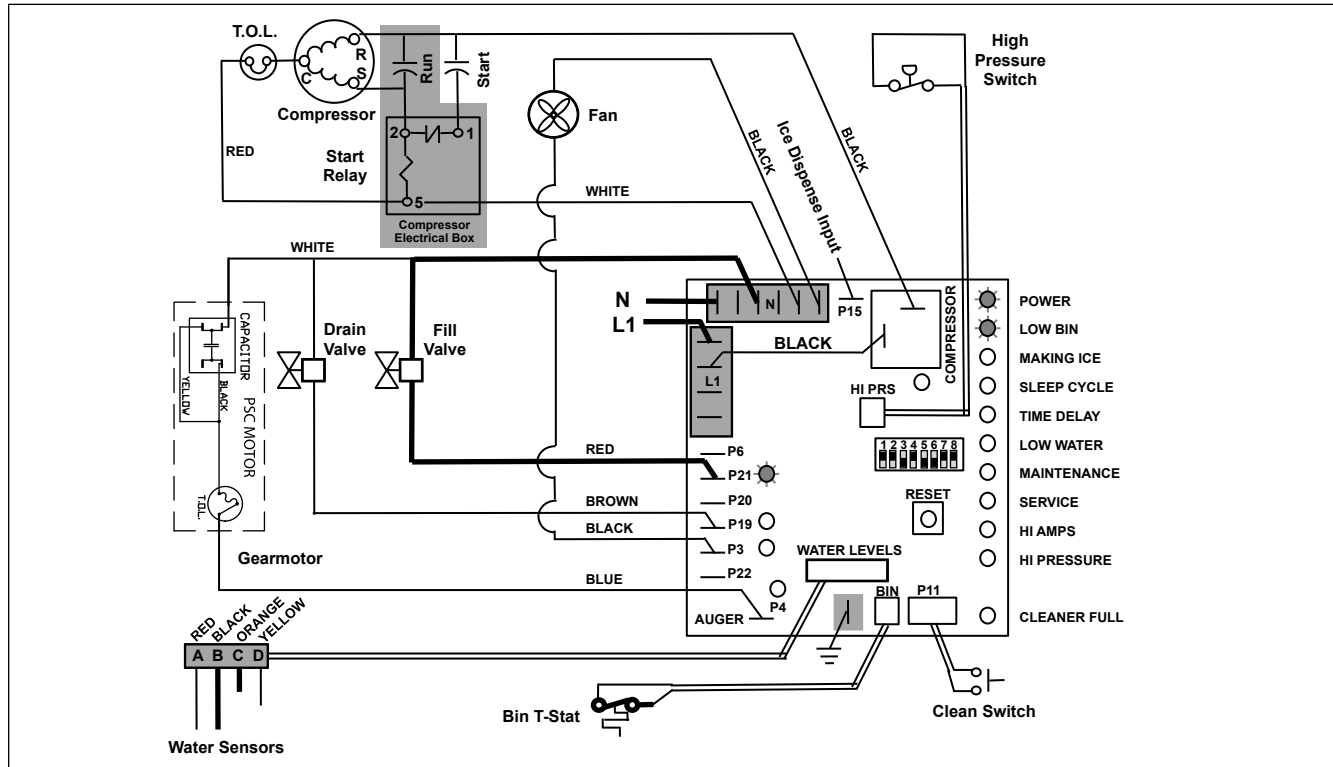 T.O.L.
R
C
S
Compressor
Run
Start
2
1
5
Start
Relay
Compressor
Electrical Box
RED
WHITE
WHITE
Fan
BLACK
Ice Dispense Input
BLACK
High
Pressure
Switch
N
L1
N
L1
P15
BLACK
COMPRESSOR
HI PRS
POWER
LOW BIN
MAKING ICE
SLEEP CYCLE
TIME DELAY
LOW WATER
MAINTENANCE
SERVICE
HI AMPS
HI PRESSURE
CLEANER FULL
1 2 3 4 5 6 7 8
RESET
WATER LEVELS
BIN
P11
P6
P21
P20
P19
P3
P22
P4
AUGER
RED
BROWN
BLACK
BLUE
Drain
Valve
Fill
Valve
CAPACITOR
PSC MOTOR
YELLOW
BLACK
T.O.L.
Gearmotor
RED
BLACK
ORANGE
YELLOW
A B C D
Water Sensors
Bin T-Stat
Clean Switch